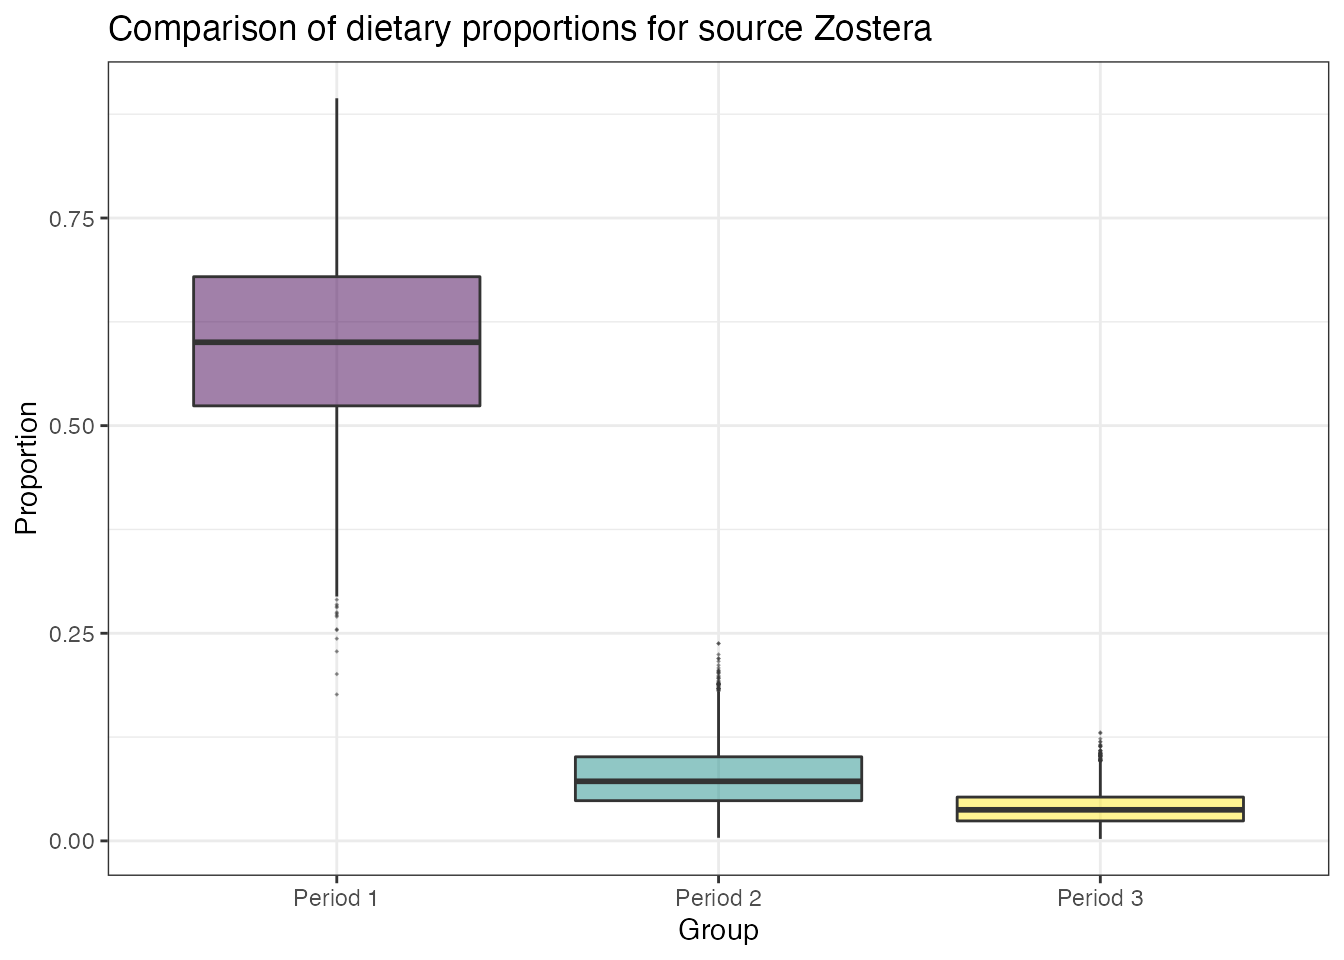 Comparison of dietary proportions for source Zostera
Proportion
0.75
0.50
0.25
0.00
Period 1
Period 2
Period 3
Group